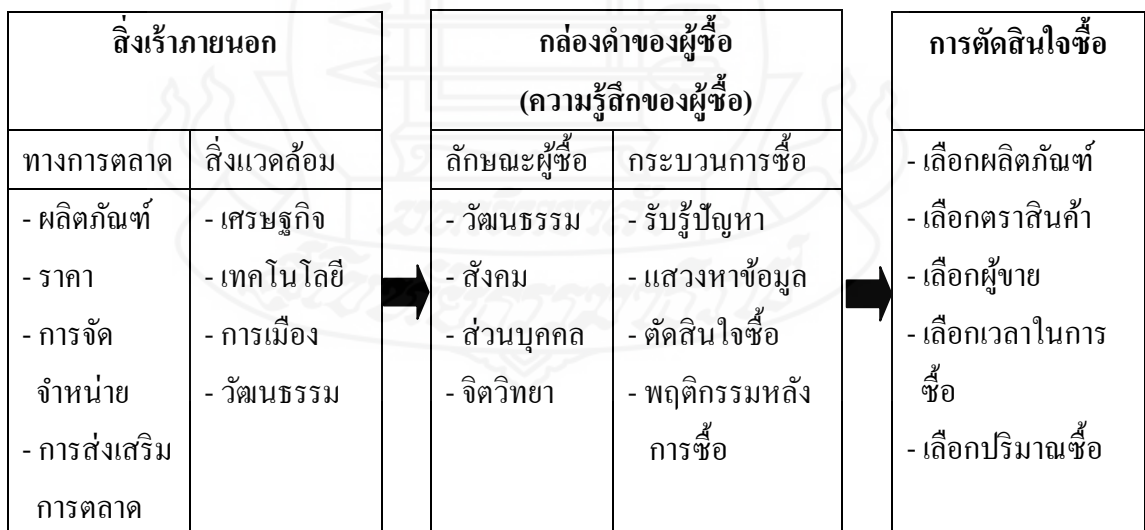 สิ่งเร้าภายนอก
ทางการตลาด
- ผลิตภัณฑ์
- ราคา
- การจัด
จำหน่าย
- การส่งเสริม
การตลาด
สิ่งแวดล้อม
- เศรษฐกิจ
- เทคโนโลยี
- การเมือง
- วัฒนธรรม
กล่องดำของผู้ซื้อ
(ความรู้สึกของผู้ซื้อ)
ลักษณะผู้ซื้อ
- วัฒนธรรม
- สังคม
- ส่วนบุคคล
- จิตวิทยา
กระบวนการซื้อ
- รับรู้ปัญหา
- แสวงหาข้อมูล
- ตัดสินใจซื้อ
- พฤติกรรมหลัง
การซื้อ
การตัดสินใจซื้อ
- เลือกผลิตภัณฑ์
- เลือกตราสินค้า
- เลือกผู้ขาย
- เลือกเวลาในการ
ซื้อ
- เลือกปริมาณซื้อ